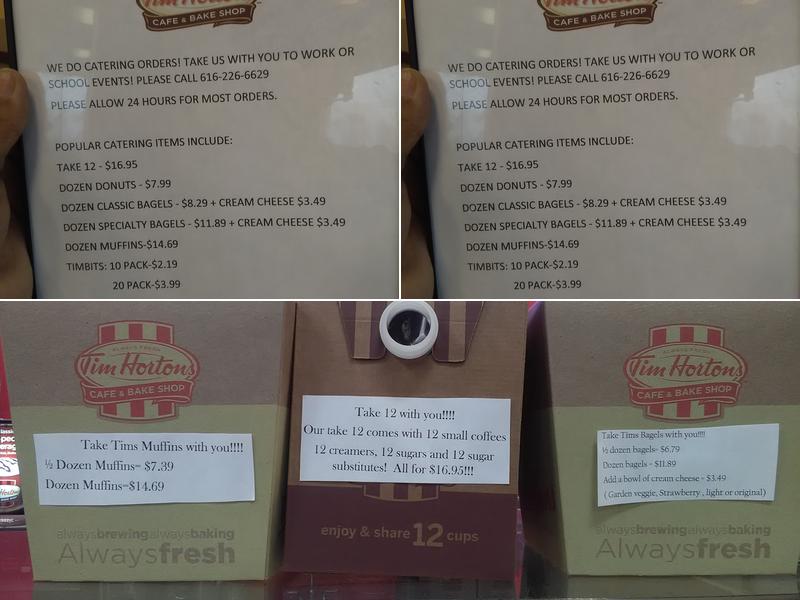 Tim Hortons
CAFE & BAKE SHOP
WE DO CATERING ORDERS! TAKE US WITH YOU TO WORK OR
SCHOOL EVENTS! PLEASE CALL 616-226-6629
PLEASE ALLOW 24 HOURS FOR MOST ORDERS.
POPULAR CATERING ITEMS INCLUDE:
TAKE 12 - $16.95
DOZEN DONUTS - $7.99
DOZEN CLASSIC BAGELS - $8.29 + CREAM CHEESE $3.49
DOZEN SPECIALTY BAGELS - $11.89 + CREAM CHEESE $3.49
DOZEN MUFFINS-$14.69
TIMBITS: 10 PACK-$2.19
20 PACK-$3.99
Tim Hortons
CAFE & BAKE SHOP
WE DO CATERING ORDERS! TAKE US WITH YOU TO WORK OR
SCHOOL EVENTS! PLEASE CALL 616-226-6629
PLEASE ALLOW 24 HOURS FOR MOST ORDERS.
POPULAR CATERING ITEMS INCLUDE:
TAKE 12 - $16.95
DOZEN DONUTS - $7.99
DOZEN CLASSIC BAGELS - $8.29 + CREAM CHEESE $3.49
DOZEN SPECIALTY BAGELS - $11.89 + CREAM CHEESE $3.49
DOZEN MUFFINS-$14.69
TIMBITS: 10 PACK-$2.19
20 PACK-$3.99
ALWAYS FRESH
Tim Hortons
CAFE & BAKE SHOP
Take Tims Muffins with you!!!!
½ Dozen Muffins= $7.39
Dozen Muffins=$14.69
alwaysbrewingalwaysbaking
Alwaysfresh
Take 12 with you!!!!
Our take 12 comes with 12 small coffees
12 creamers, 12 sugars and 12 sugar
substitutes! All for $16.95!!!
enjoy & share 12 cups
ALWAYS FRESH
Tim Hortons
CAFE & BAKE SHOP
Take Tims Bagels with you!!!!
½ dozen bagels= $6.79
Dozen bagels - $11.89
Add a bowl of cream cheese - $3.49
( Garden veggie, Strawberry , light or original)
alwaysbrewingalwaysbaking
Alwaysfresh